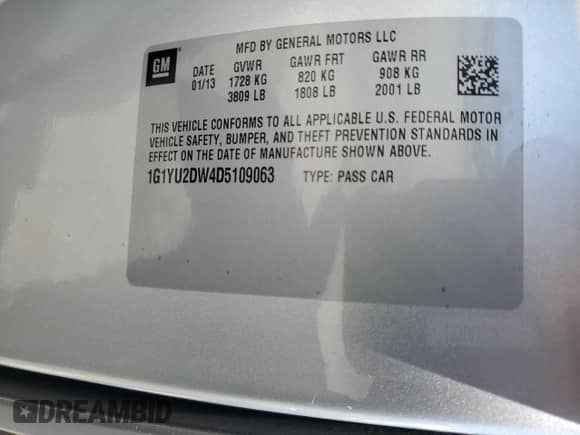 MFD BY GENERAL MOTORS LLC
GM
DATE GVWR GAWR FRT GAWR RR
01/13 1728 KG 820 KG 908 KG
3809 LB 1808 LB 2001 LB
THIS VEHICLE CONFORMS TO ALL APPLICABLE U.S. FEDERAL MOTOR
VEHICLE SAFETY, BUMPER, AND THEFT PREVENTION STANDARDS IN
EFFECT ON THE DATE OF MANUFACTURE SHOWN ABOVE.
1G1YU2DW4D5109063 TYPE: PASS CAR
DREAMBID